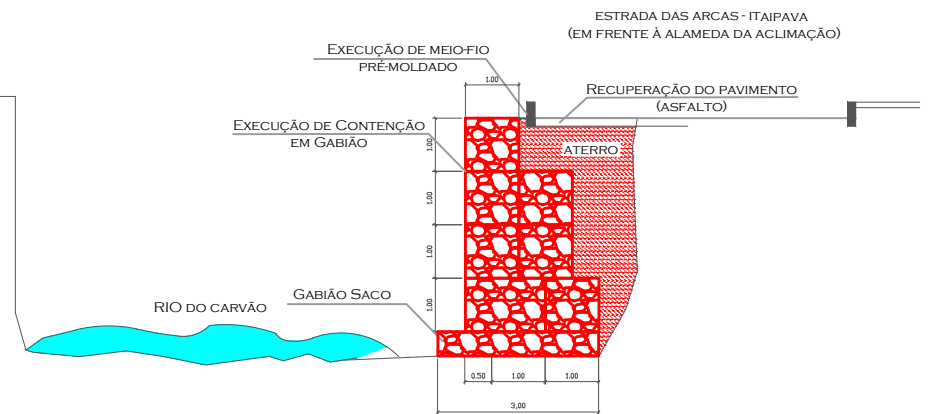 ESTRADA DAS ARCAS - ITAIPAVA
(EM FRENTE À ALAMEDA DA ACLIMAÇÃO)
EXECUÇÃO DE MEIO-FIO
PRÉ-MOLDADO
1.00
RECUPERAÇÃO DO PAVIMENTO
(ASFALTO)
EXECUÇÃO DE CONTENÇÃO
EM GABIÃO
1.00
ATERRO
1.00
1.00
1.00
GABIÃO SACO
RIO DO CARVÃO
0.50
1.00
1.00
3,00